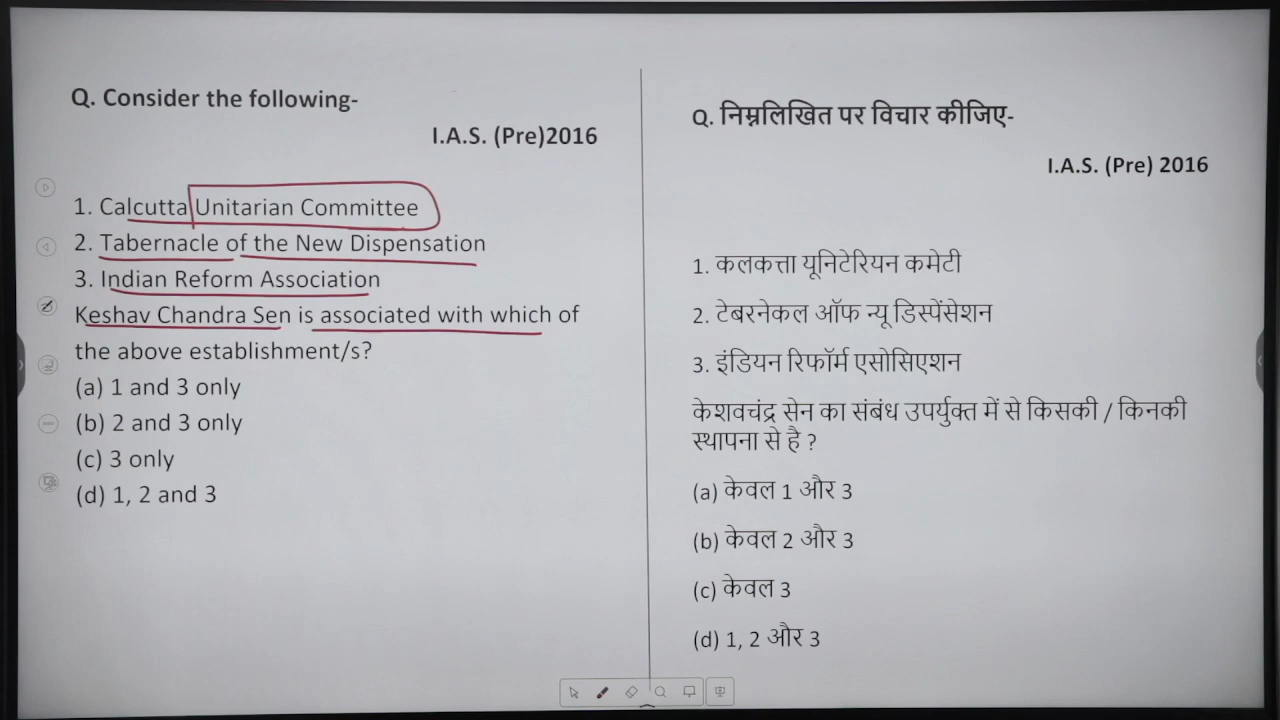 Q. Consider the following-
I.A.S. (Pre)2016
1. Calcutta Unitarian Committee
2. Tabernacle of the New Dispensation
3. Indian Reform Association
Keshav Chandra Sen is associated with which of
the above establishment/s?
(a) 1 and 3 only
(b) 2 and 3 only
(c) 3 only
(d) 1, 2 and 3
Q. निम्नलिखित पर विचार कीजिए-
I.A.S. (Pre) 2016
1. कलकत्ता यूनिटेरियन कमेटी
2. टेबरनेकल ऑफ न्यू डिस्पेंसेशन
3. इंडियन रिफॉर्म एसोसिएशन
केशवचंद्र सेन का संबंध उपर्युक्त में से किसकी / किनकी
स्थापना से है ?
(a) केवल 1 और 3
(b) केवल 2 और 3
(c) केवल 3
(d) 1, 2 और 3